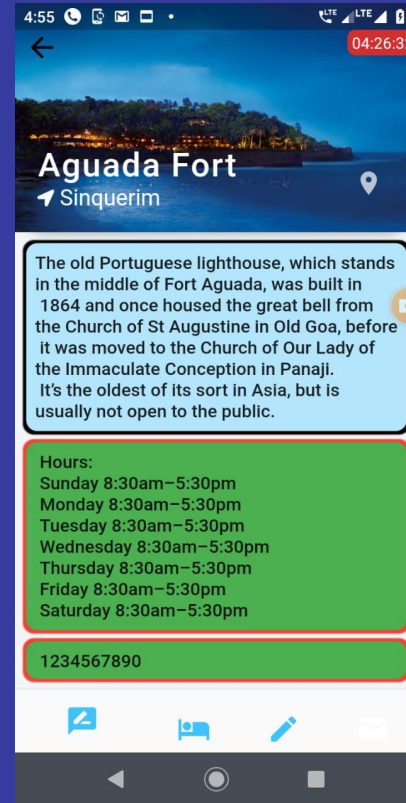 4:55
LTE LTE
04:26:3
Aguada Fort
Sinquerim
The old Portuguese lighthouse, which stands
in the middle of Fort Aguada, was built in
1864 and once housed the great bell from
the Church of St Augustine in Old Goa, before
it was moved to the Church of Our Lady of
the Immaculate Conception in Panaji.
It's the oldest of its sort in Asia, but is
usually not open to the public.
Hours:
Sunday 8:30am–5:30pm
Monday 8:30am–5:30pm
Tuesday 8:30am–5:30pm
Wednesday 8:30am–5:30pm
Thursday 8:30am–5:30pm
Friday 8:30am–5:30pm
Saturday 8:30am–5:30pm
1234567890